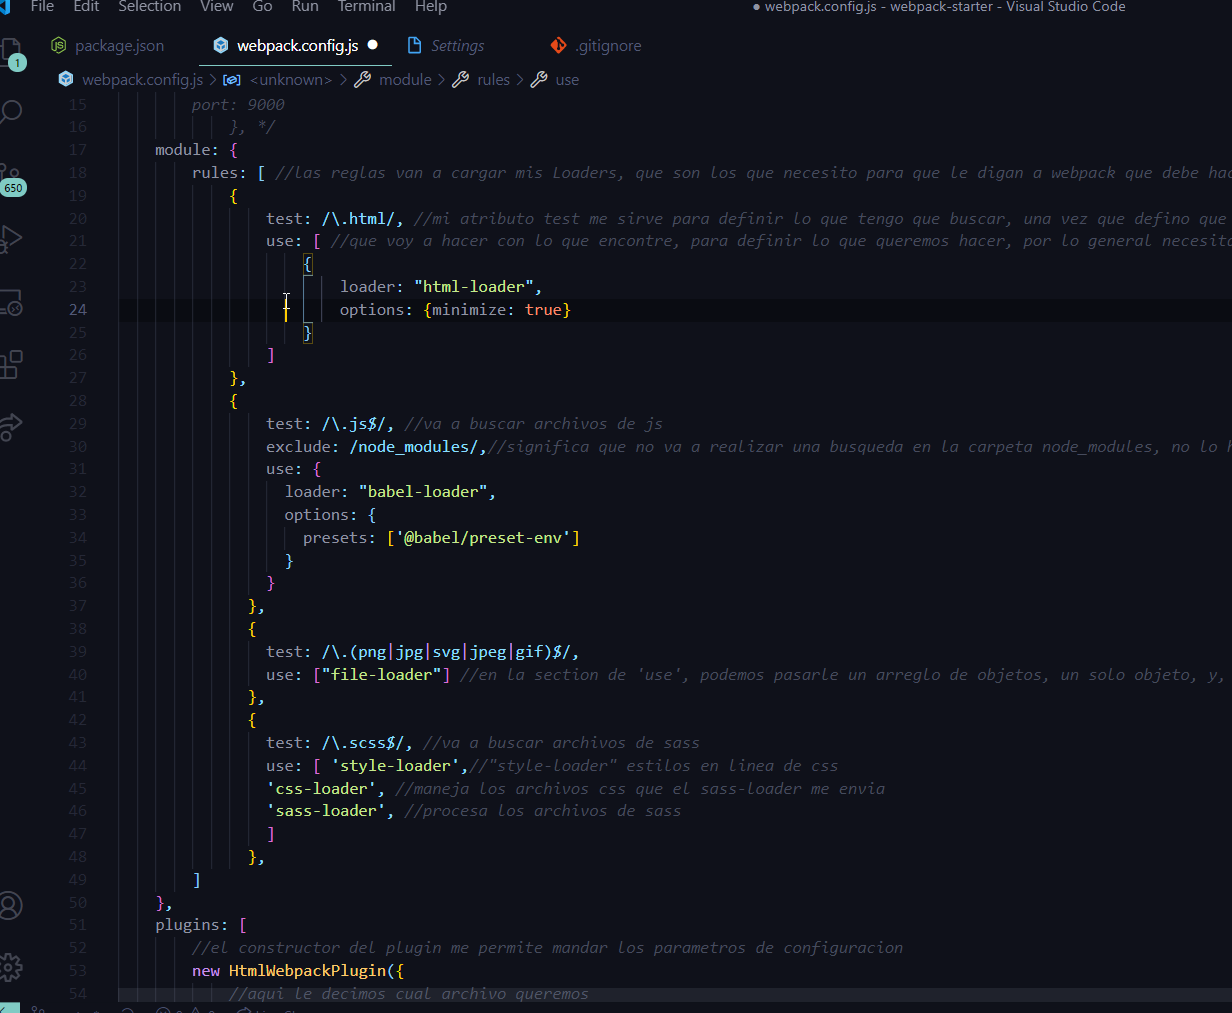 File Edit Selection View Go Run Terminal Help ● webpack.config.js - webpack-starter - Visual Studio Code
package.json webpack.config.js ● Settings .gitignore
webpack.config.js > <unknown> > module > rules > use
1
650
15 port: 9000
16 }, */
17 module: {
18 rules: [ //las reglas van a cargar mis Loaders, que son los que necesito para que le digan a webpack que debe
19 {
20 test: /\.html/, //mi atributo test me sirve para definir lo que tengo que buscar, una vez que defino que
21 use: [ //que voy a hacer con lo que encontre, para definir lo que queremos hacer, por lo general
22 {
23 loader: "html-loader",
24 options: {minimize: true}
25 }
26 ]
27 },
28 {
29 test: /\.js$/, //va a buscar archivos de js
30 exclude: /node_modules/,//significa que no va a realizar una busqueda en la carpeta node_modules, no lo
31 use: {
32 loader: "babel-loader",
33 options: {
34 presets: ['@babel/preset-env']
35 }
36 }
37 },
38 {
39 test: /\.(png|jpg|svg|jpeg|gif)$/,
40 use: ["file-loader"] //en la section de 'use', podemos pasarle un arreglo de objetos, un solo objeto, y,
41 },
42 {
43 test: /\.scss$/, //va a buscar archivos de sass
44 use: [ 'style-loader',//"style-loader" estilos en linea de css
45 'css-loader', //maneja los archivos css que el sass-loader me envia
46 'sass-loader', //procesa los archivos de sass
47 ]
48 },
49 ]
50 },
51 plugins: [
52 //el constructor del plugin me permite mandar los parametros de configuracion
53 new HtmlWebpackPlugin({
54 //aqui le decimos cual archivo queremos